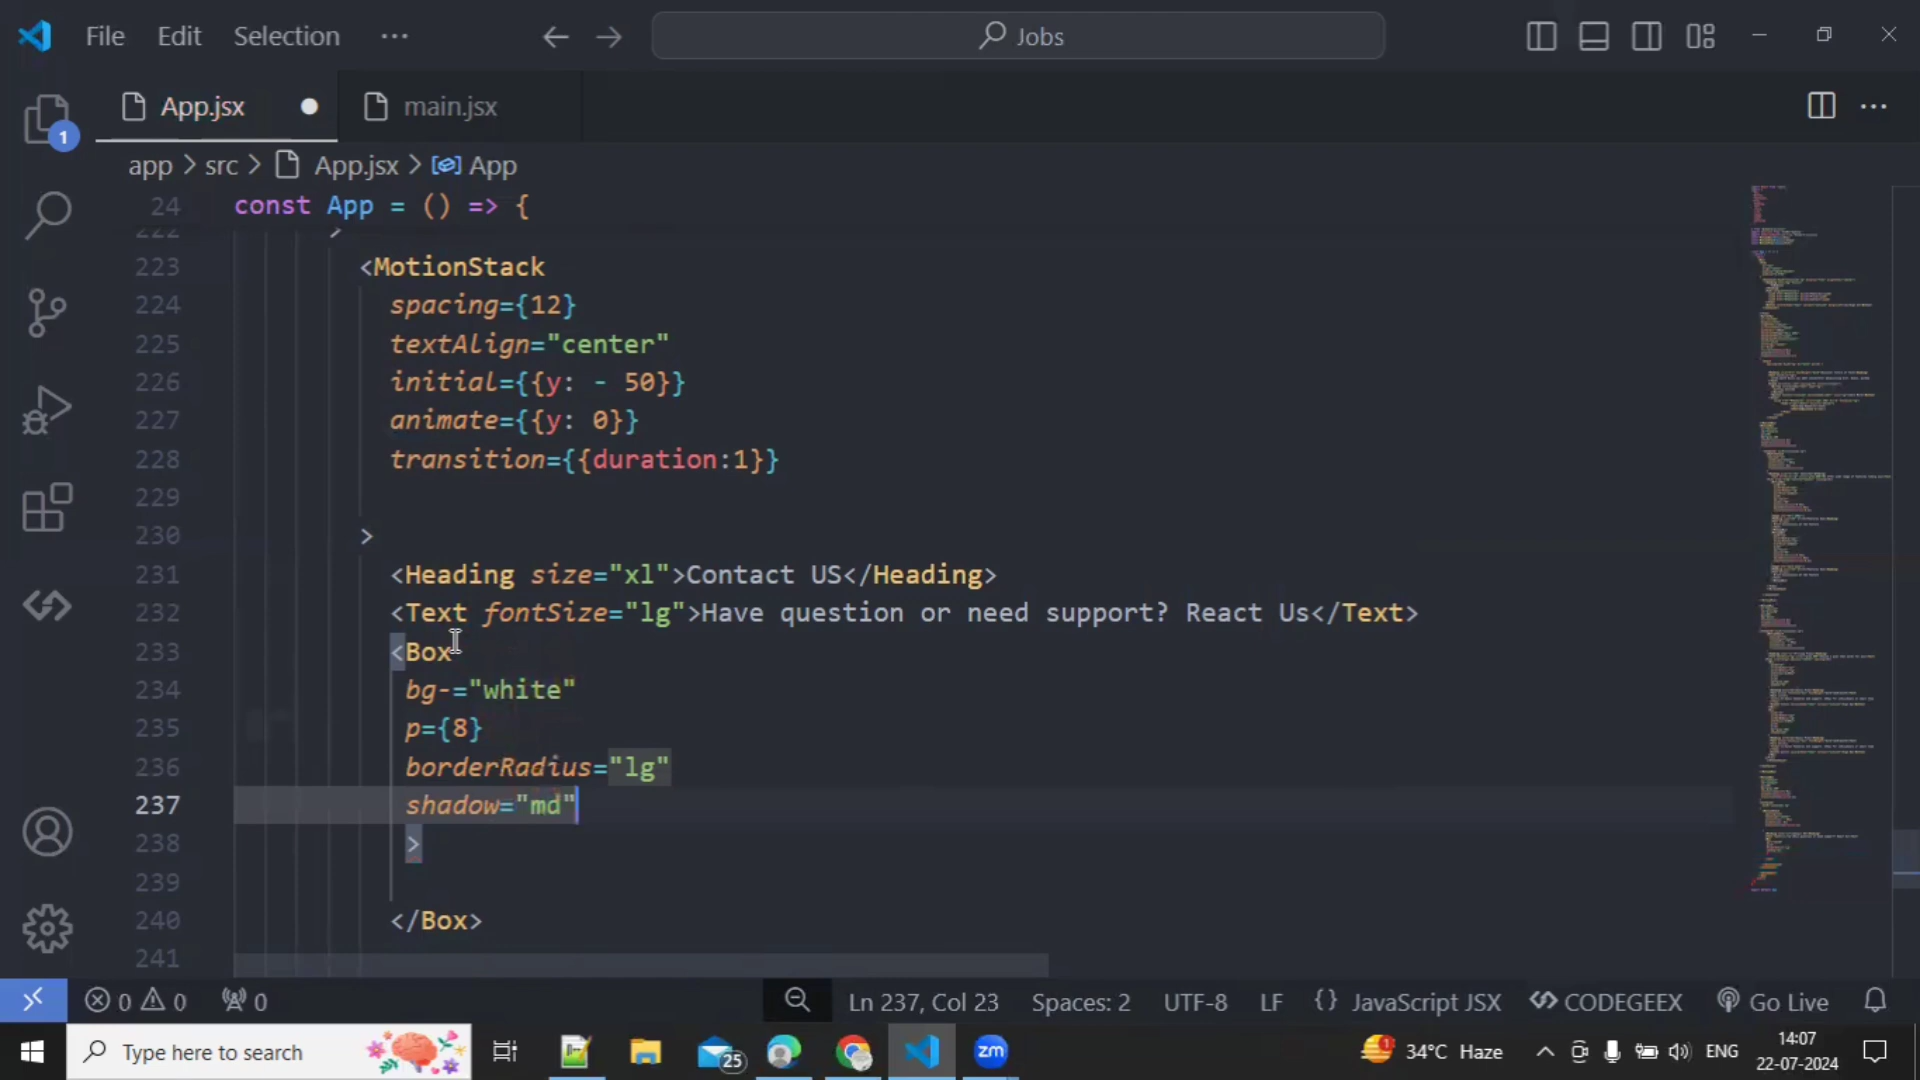 File Edit Selection ··· Jobs
App.jsx main.jsx
1
app > src > App.jsx > App
24 const App = () => {
222 >
223 <MotionStack
224 spacing={12}
225 textAlign="center"
226 initial={{y: - 50}}
227 animate={{y: 0}}
228 transition={{duration:1}}
229
230 >
231 <Heading size="xl">Contact US</Heading>
232 <Text fontSize="lg">Have question or need support? React Us</Text>
233 <Box
234 bg-="white"
235 p={8}
236 borderRadius="lg"
237 shadow="md"
238 >
239
240 </Box>
241
0 0 0 Ln 237, Col 23 Spaces: 2 UTF-8 LF {} JavaScript JSX CODEGEEX Go Live
Type here to search 25 zm 1 34°C Haze ENG 14:07
22-07-2024